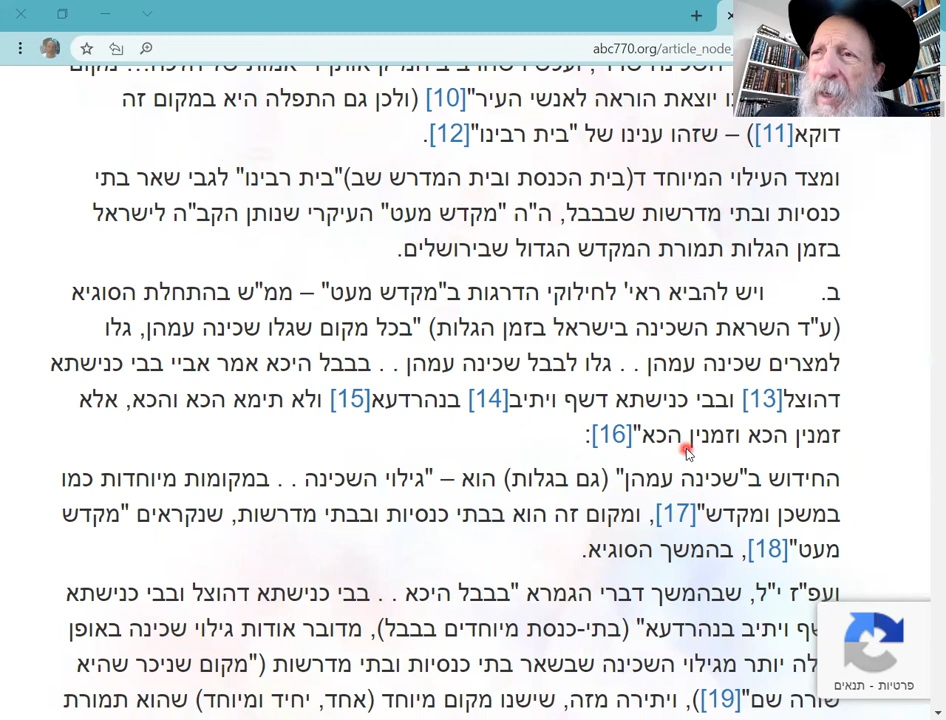 abc770.org/article_node_
השכינה
יוצאת הוראה לאנשי העיר"[10] (ולכן גם התפלה היא במקום זה
דוקא[11]) – שזהו ענינו של "בית רבינו"[12].
ומצד העילוי המיוחד ד(בית הכנסת ובית המדרש שב)"בית רבינו" לגבי שאר בתי
כנסיות ובתי מדרשות שבבבל, ה"ה "מקדש מעט" העיקרי שנותן הקב"ה לישראל
בזמן הגלות תמורת המקדש הגדול שבירושלים.
ב. ויש להביא ראי' לחילוקי הדרגות ב"מקדש מעט" – ממ"ש בהתחלת הסוגיא
(ע"ד השראת השכינה בישראל בזמן הגלות) "בכל מקום שגלו שכינה עמהן, גלו
למצרים שכינה עמהן . . גלו לבבל שכינה עמהן . . בבבל היכא אמר אביי בבי כנישתא
דהוצל[13] ובבי כנישתא דשף ויתיב[14] בנהרדעא[15] ולא תימא הכא והכא, אלא
זמנין הכא וזמנין הכא"[16]:
החידוש ב"שכינה עמהן" (גם בגלות) הוא – "גילוי השכינה . . במקומות מיוחדות כמו
במשכן ומקדש"[17], ומקום זה הוא בבתי כנסיות ובבתי מדרשות, שנקראים "מקדש
מעט"[18], בהמשך הסוגיא.
ועפ"ז י"ל, שבהמשך דברי הגמרא "בבבל היכא . . בבי כנישתא דהוצל ובבי כנישתא
ויתיב בנהרדעא" (בתי-כנסת מיוחדים בבבל), מדובר אודות גילוי שכינה באופן
יותר מגילוי השכינה שבשאר בתי כנסיות ובתי מדרשות ("מקום שניכר שהיא
שורה שם"[19]), ויתירה מזה, שישנו מקום מיוחד (אחד, יחיד ומיוחד) שהוא תמורת
פרטיות - תנאים